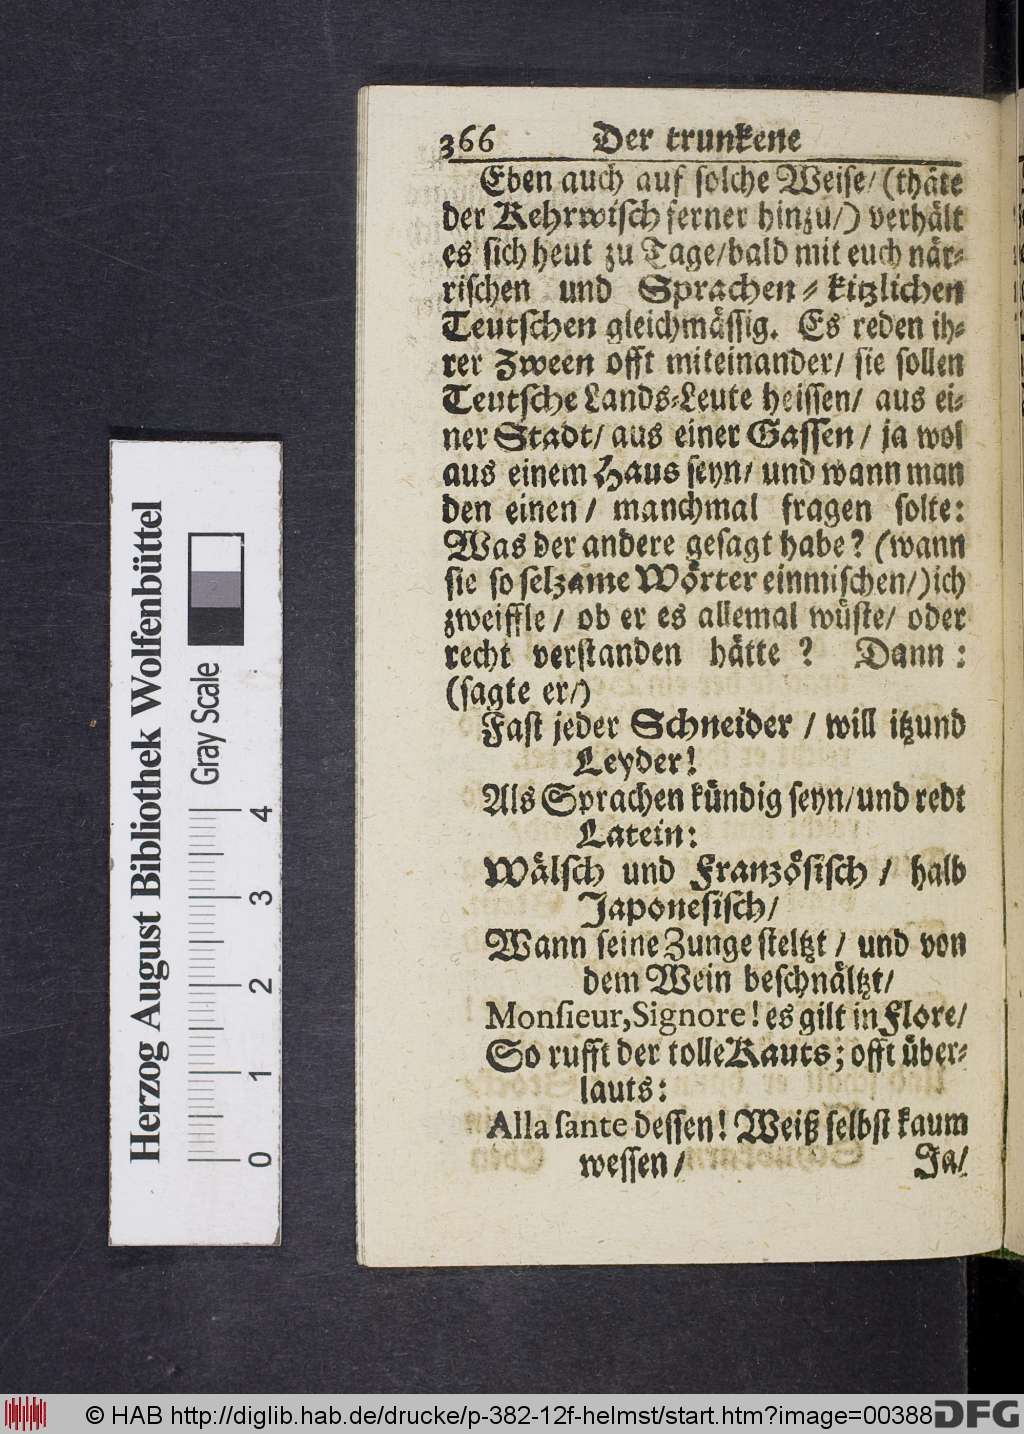 366 Der trunkene
Eben auch auf solche Weise/ (thäte
der Kehrwisch ferner hinzu/) verhält
es sich heut zu Tage/ bald mit euch när-
rischen und Sprachen-kitzlichen
Teutschen gleichmässig. Es reden ih-
rer Zween offt miteinander/ sie sollen
Teutsche Lands-Leute heissen/ aus ei-
ner Stadt/ aus einer Gassen/ ja wol
aus einem Haus seyn/ und wann man
den einen/ manchmal fragen solte:
Was der andere gesagt habe? (wann
sie so selzame Wörter einmischen/) ich
zweiffle/ ob er es allemal wüste/ oder
recht verstanden hätte? Dann:
(sagte er/)
Fast jeder Schneider/ will itzund
Leyder!
Als Sprachen kündig seyn/ und redt
Latein:
Wälsch und Französisch/ halb
Japonesisch/
Wann seine Zunge steltzt/ und von
dem Wein beschnältzt/
Monsieur, Signore! es gilt in Flore/
So rufft der tolle Kauts; offt über-
lauts:
Alla sante dessen! Weiß selbst kaum
wessen/
Ja/
Herzog August Bibliothek Wolfenbüttel
Gray Scale
0 1 2 3 4
© HAB http://diglib.hab.de/drucke/p-382-12f-helmst/start.htm?image=00388
DFG